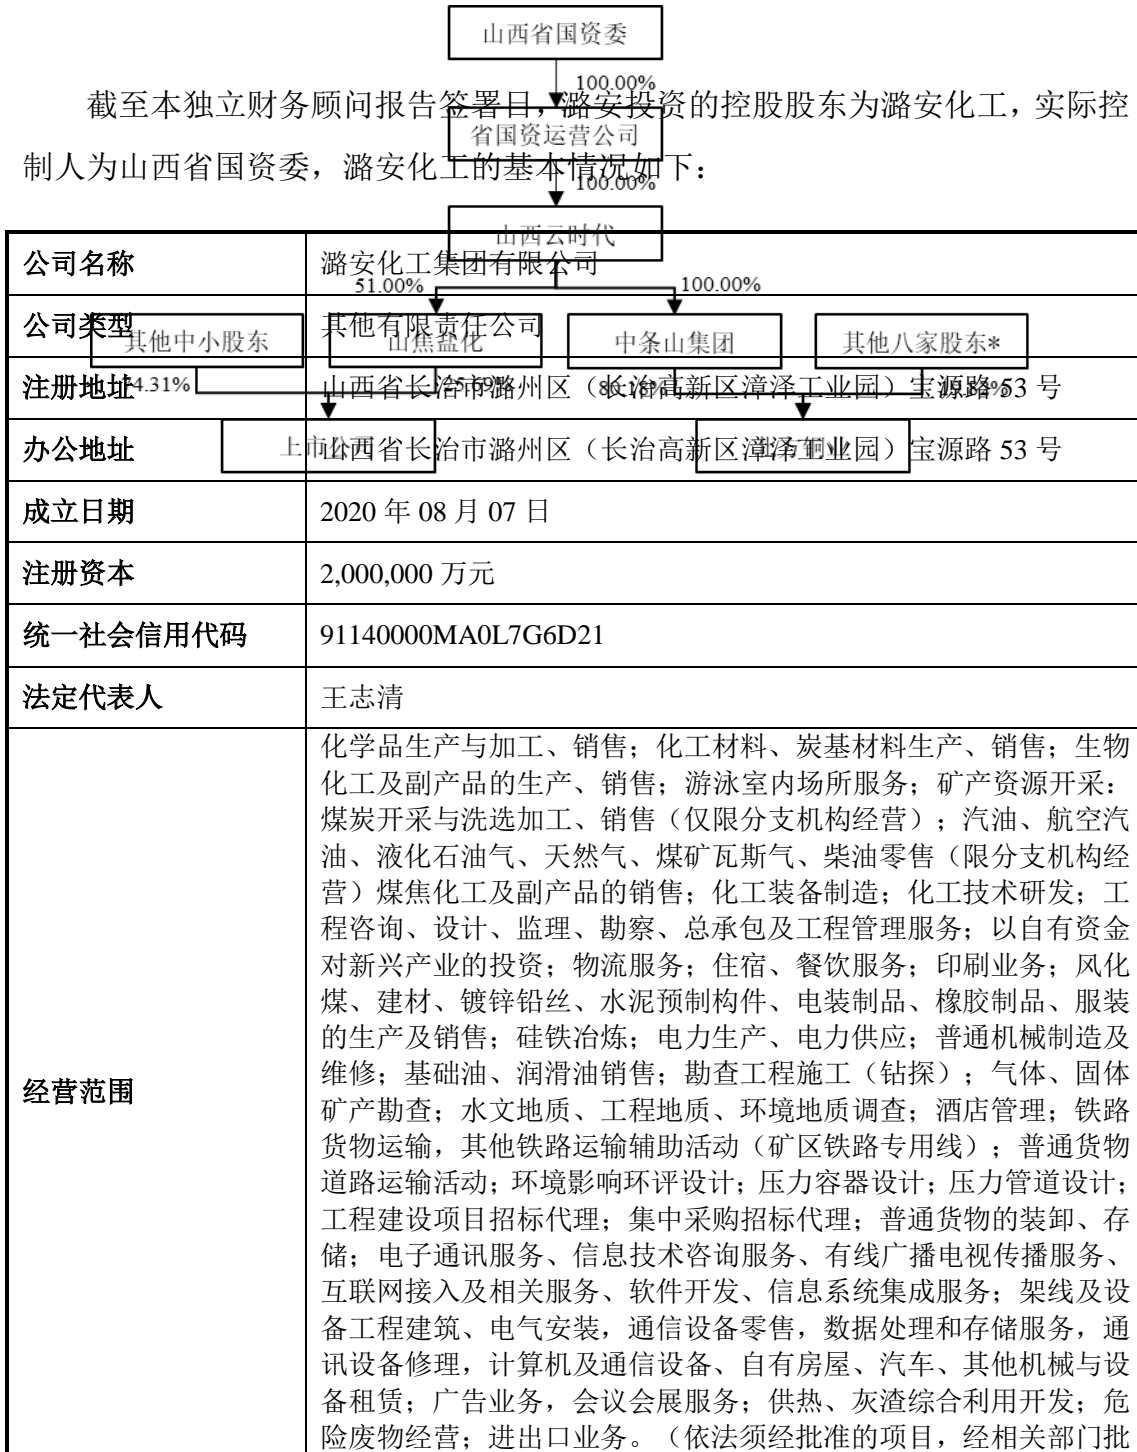 山西省国资委
100.00%
截至本独立财务顾问报告签署日，潞安投资的控股股东为潞安化工，实际控
省国资运营公司
制人为山西省国资委，潞安化工的基本情况如下：
100.00%
山西云时代
公司名称 潞安化工集团有限公司
51.00% 100.00%
公司类型 其他有限责任公司
其他中小股东 山焦盐化 中条山集团 其他八家股东*
注册地址 山西省长治市潞州区（长治高新区漳泽工业园）宝源路 53 号
74.31% 25.69% 80.18%
办公地址 山西省长治市潞州区（长治高新区漳泽工业园）宝源路 53 号
上市公司 北方铜业
成立日期 2020 年 08 月 07 日
注册资本 2,000,000 万元
统一社会信用代码 91140000MA0L7G6D21
法定代表人 王志清
经营范围
化学品生产与加工、销售；化工材料、炭基材料生产、销售；生物
化工及副产品的生产、销售；游泳室内场所服务；矿产资源开采：
煤炭开采与洗选加工、销售（仅限分支机构经营）；汽油、航空汽
油、液化石油气、天然气、煤矿瓦斯气、柴油零售（限分支机构经
营）煤焦化工及副产品的销售；化工装备制造；化工技术研发；工
程咨询、设计、监理、勘察、总承包及工程管理服务；以自有资金
对新兴产业的投资；物流服务；住宿、餐饮服务；印刷业务；风化
煤、建材、镀锌铅丝、水泥预制构件、电装制品、橡胶制品、服装
的生产及销售；硅铁冶炼；电力生产、电力供应；普通机械制造及
维修；基础油、润滑油销售；勘查工程施工（钻探）；气体、固体
矿产勘查；水文地质、工程地质、环境地质调查；酒店管理；铁路
货物运输，其他铁路运输辅助活动（矿区铁路专用线）；普通货物
道路运输活动；环境影响环评设计；压力容器设计；压力管道设计；
工程建设项目招标代理；集中采购招标代理；普通货物的装卸、存
储；电子通讯服务、信息技术咨询服务、有线广播电视传播服务、
互联网接入及相关服务、软件开发、信息系统集成服务；架线及设
备工程建筑、电气安装，通信设备零售，数据处理和存储服务，通
讯设备修理，计算机及通信设备、自有房屋、汽车、其他机械与设
备租赁；广告业务，会议会展服务；供热、灰渣综合利用开发；危
险废物经营；进出口业务。（依法须经批准的项目，经相关部门批